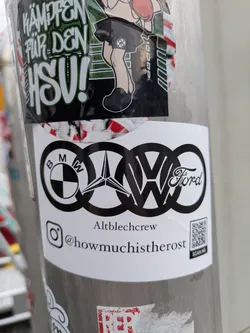 KÄMPFEN
FÜR DEN
HSV!
BMW
Ford
Altblechcrew
@howmuchistherost